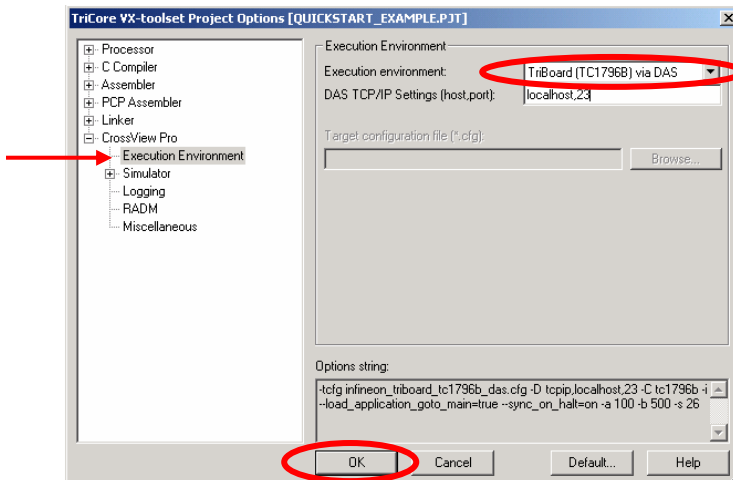 TriCore VX-toolset Project Options [QUICKSTART_EXAMPLE.PJT]
Processor
C Compiler
Assembler
PCP Assembler
Linker
CrossView Pro
Execution Environment
Simulator
Logging
RADM
Miscellaneous
Execution Environment
Execution environment:
TriBoard (TC1796B) via DAS
DAS TCP/IP Settings (host,port):
localhost,23
Target configuration file (*.cfg):
Browse...
Options string:
-tcfg infineon_triboard_tc1796b_das.cfg -D tcpip,localhost,23 -C tc1796b -i
--load_application_goto_main=true --sync_on_halt=on -a 100 -b 500 -s 26
OK
Cancel
Default...
Help